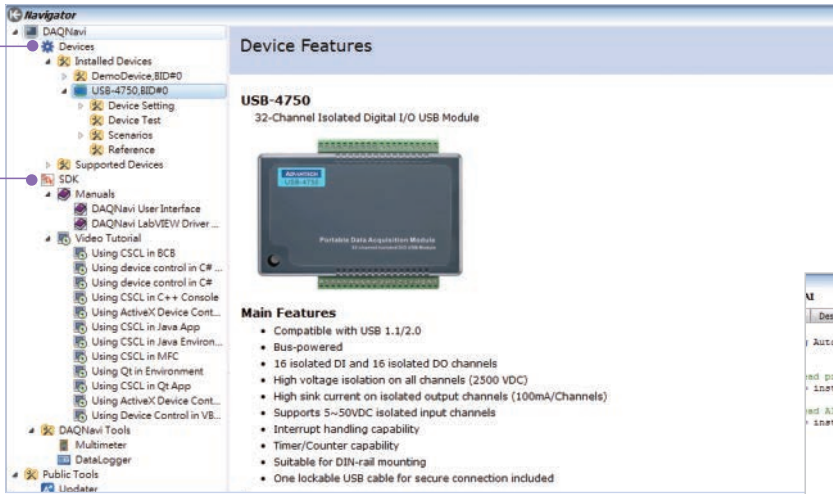 Navigator
DAQNavi
Devices
Installed Devices
DemoDevice,BID#0
USB-4750,BID#0
Device Setting
Device Test
Scenarios
Reference
Supported Devices
SDK
Manuals
DAQNavi User Interface
DAQNavi LabVIEW Driver ...
Video Tutorial
Using CSCL in BCB
Using device control in C# ...
Using device control in C#
Using CSCL in C++ Console
Using ActiveX Device Cont...
Using CSCL in Java App
Using CSCL in Java Environ...
Using CSCL in MFC
Using Qt in Environment
Using CSCL in Qt App
Using ActiveX Device Cont...
Using Device Control in VB...
DAQNavi Tools
Multimeter
DataLogger
Public Tools
Updater
Device Features
USB-4750
32-Channel Isolated Digital I/O USB Module
ADVANTECH
USB-4750
Portable Data Acquisition Module
32-channel Isolated DIO USB Module
Main Features
• Compatible with USB 1.1/2.0
• Bus-powered
• 16 isolated DI and 16 isolated DO channels
• High voltage isolation on all channels (2500 VDC)
• High sink current on isolated output channels (100mA/Channels)
• Supports 5~50VDC isolated input channels
• Interrupt handling capability
• Timer/Counter capability
• Suitable for DIN-rail mounting
• One lockable USB cable for secure connection included